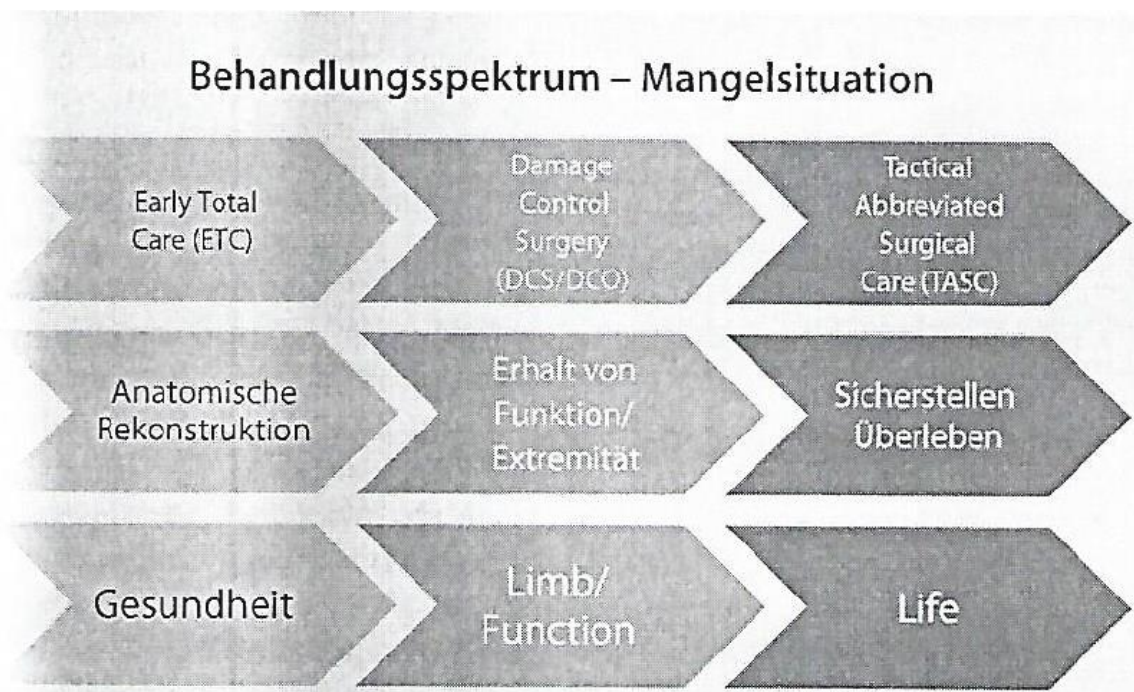 Behandlungsspektrum – Mangelsituation
Early Total
Care (ETC)
Damage
Control
Surgery
(DCS/DCO)
Tactical
Abbreviated
Surgical
Care (TASC)
Anatomische
Rekonstruktion
Erhalt von
Funktion/
Extremität
Sicherstellen
Überleben
Gesundheit
Limb/
Function
Life